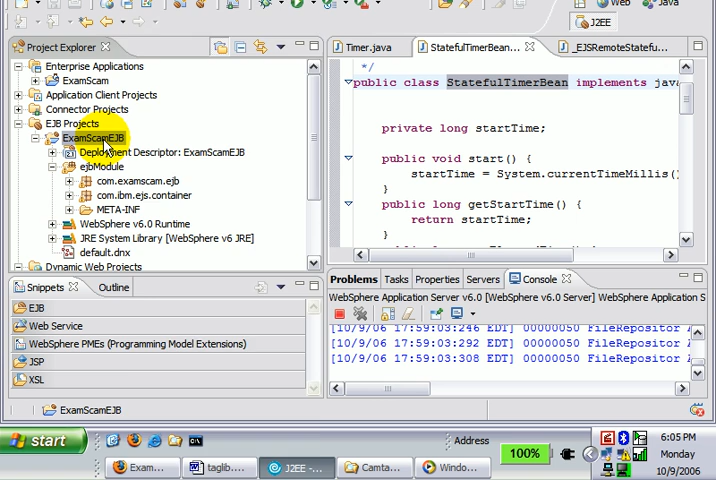 Web
Java
J2EE
Project Explorer
Enterprise Applications
ExamScam
Application Client Projects
Connector Projects
EJB Projects
ExamScamEJB
Deployment Descriptor: ExamScamEJB
ejbModule
com.examscam.ejb
com.ibm.ejs.container
META-INF
WebSphere v6.0 Runtime
JRE System Library [WebSphere v6 JRE]
default.dnx
Dynamic Web Projects
Timer.java
StatefulTimerBean...
_EJSRemoteStatefu...
*/
public class StatefulTimerBean implements java
private long startTime;
public void start() {
startTime = System.currentTimeMillis()
}
public long getStartTime() {
return startTime;
}
Snippets
Outline
EJB
Web Service
WebSphere PMEs (Programming Model Extensions)
JSP
XSL
Problems
Tasks
Properties
Servers
Console
WebSphere Application Server v6.0 [WebSphere v6.0 Server] WebSphere Application S
[10/9/06 17:59:03:246 EDT] 00000050 FileRepositor A
[10/9/06 17:59:03:292 EDT] 00000050 FileRepositor A
[10/9/06 17:59:03:308 EDT] 00000050 FileRepositor A
ExamScamEJB
start
Address
100%
6:05 PM
Monday
10/9/2006
Exam...
taglib...
J2EE -...
Camta...
Windo...